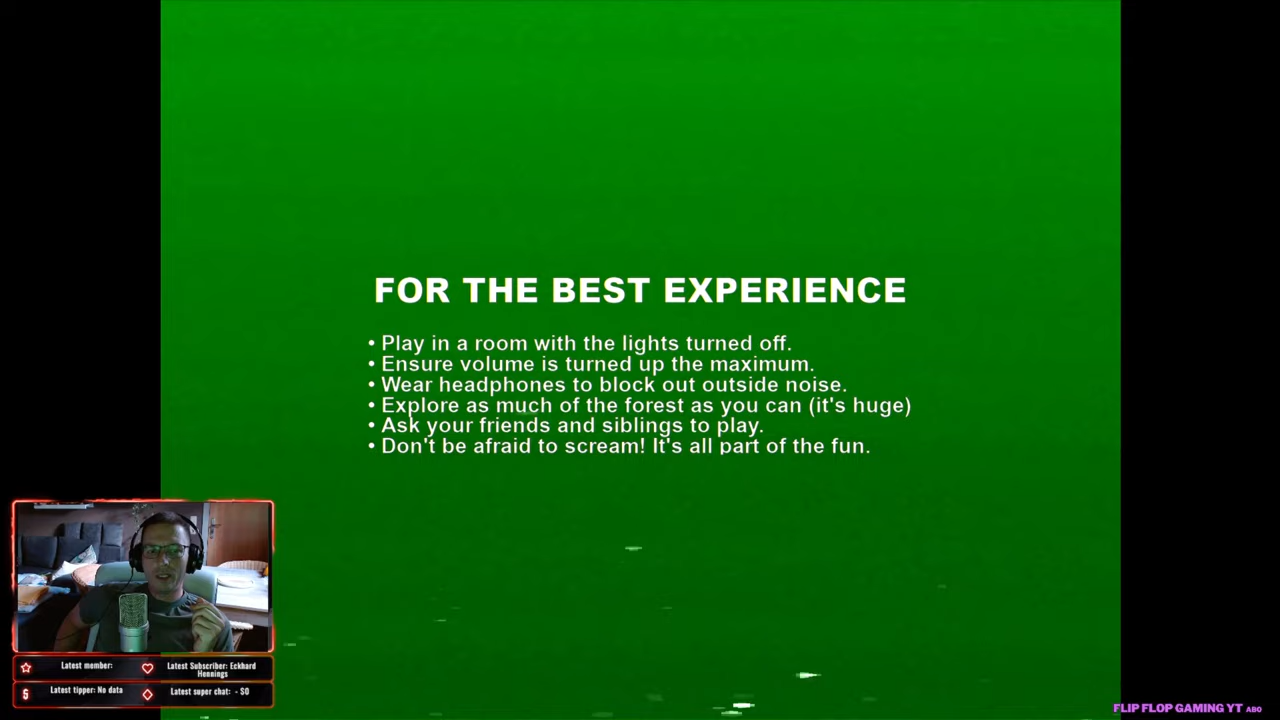 FOR THE BEST EXPERIENCE
• Play in a room with the lights turned off.
• Ensure volume is turned up the maximum.
• Wear headphones to block out outside noise.
• Explore as much of the forest as you can (it's huge)
• Ask your friends and siblings to play.
• Don't be afraid to scream! It's all part of the fun.
Latest member:
Latest Subscriber: Eckhard
Hennings
Latest tipper: No data
Latest super chat: - $0
FLIP FLOP GAMING YT ABO